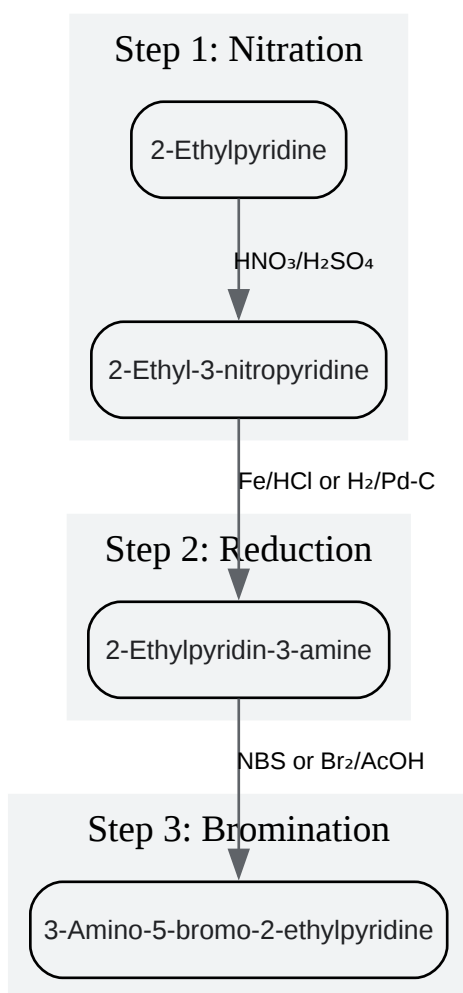 Step 1: Nitration
2-Ethylpyridine
HNO₃/H₂SO₄
2-Ethyl-3-nitropyridine
Fe/HCl or H₂/Pd-C
Step 2: Reduction
2-Ethylpyridin-3-amine
NBS or Br₂/AcOH
Step 3: Bromination
3-Amino-5-bromo-2-ethylpyridine